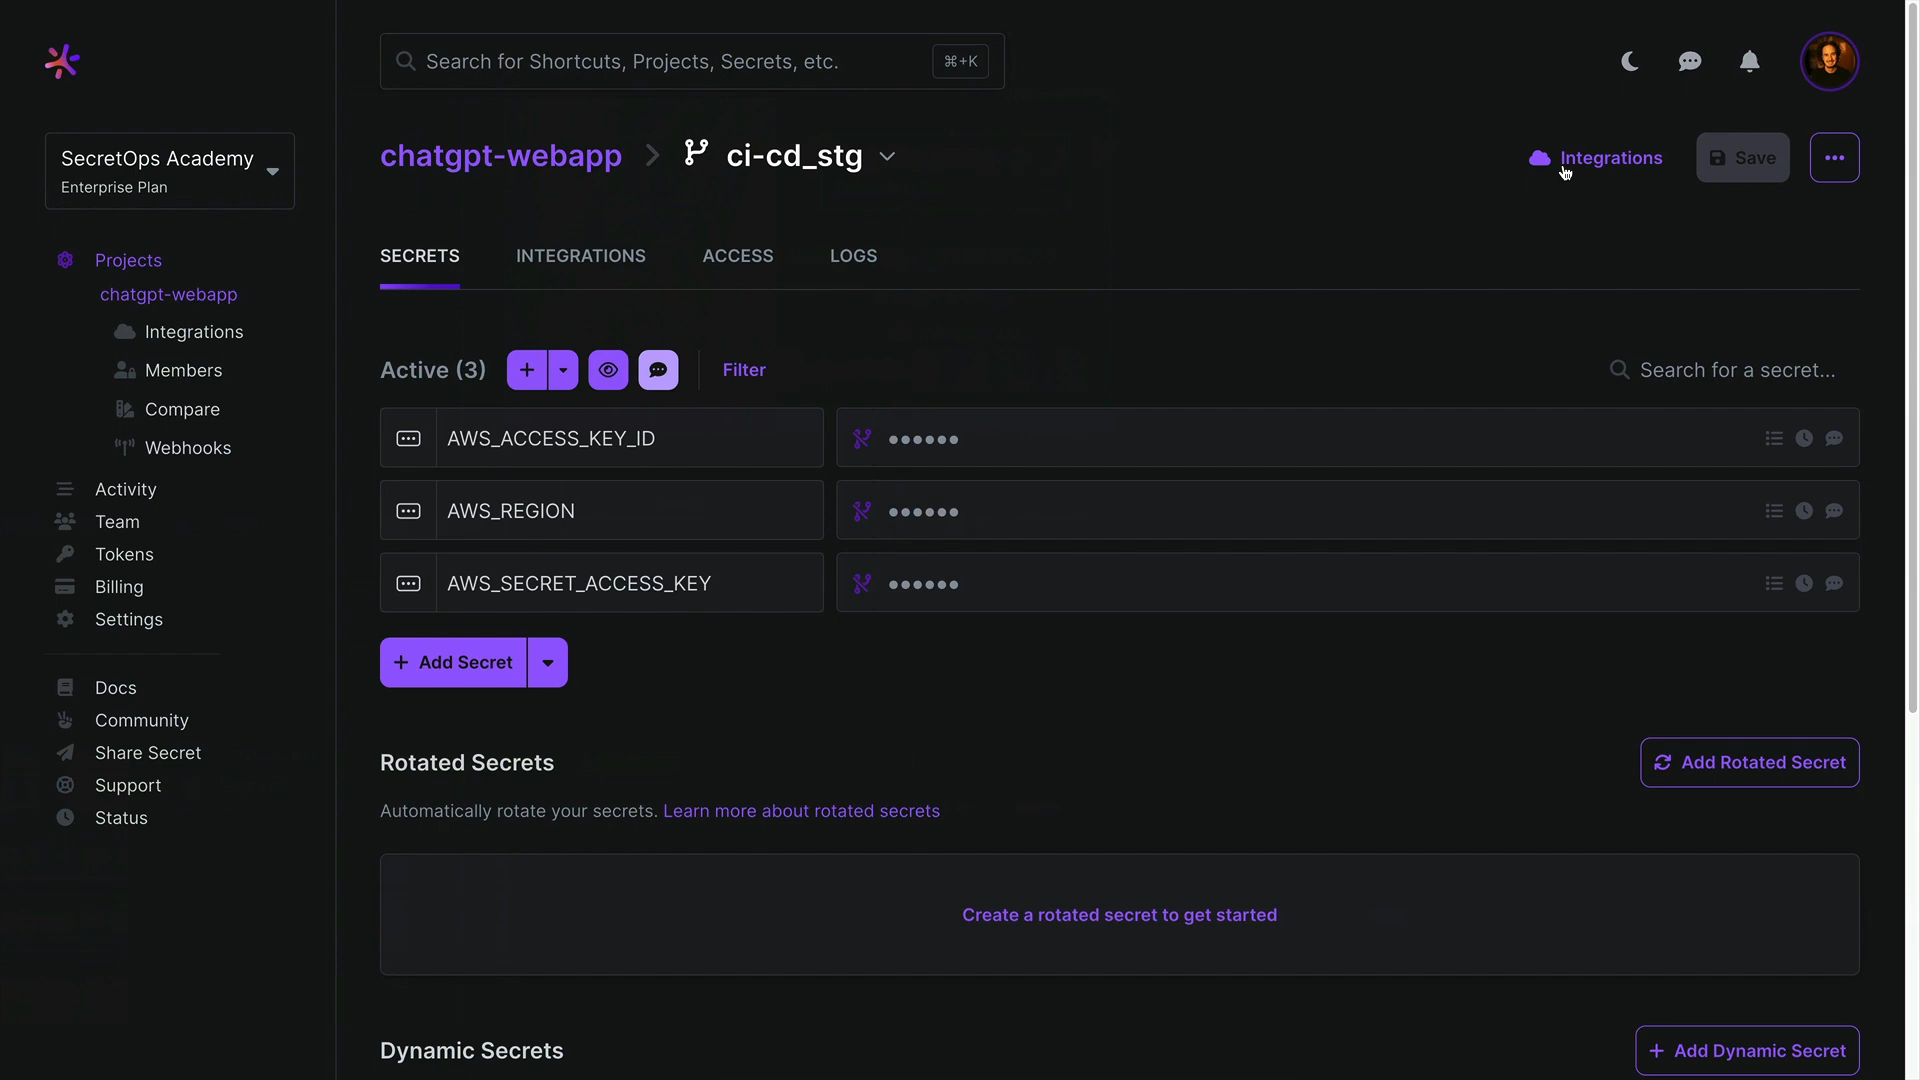 Search for Shortcuts, Projects, Secrets, etc.
⌘+K
SecretOps Academy
Enterprise Plan
chatgpt-webapp
ci-cd_stg
Integrations
Save
Projects
chatgpt-webapp
Integrations
Members
Compare
Webhooks
Activity
Team
Tokens
Billing
Settings
Docs
Community
Share Secret
Support
Status
SECRETS
INTEGRATIONS
ACCESS
LOGS
Active (3)
Filter
Search for a secret...
AWS_ACCESS_KEY_ID
AWS_REGION
AWS_SECRET_ACCESS_KEY
+ Add Secret
Rotated Secrets
Add Rotated Secret
Automatically rotate your secrets. Learn more about rotated secrets
Create a rotated secret to get started
Dynamic Secrets
+ Add Dynamic Secret